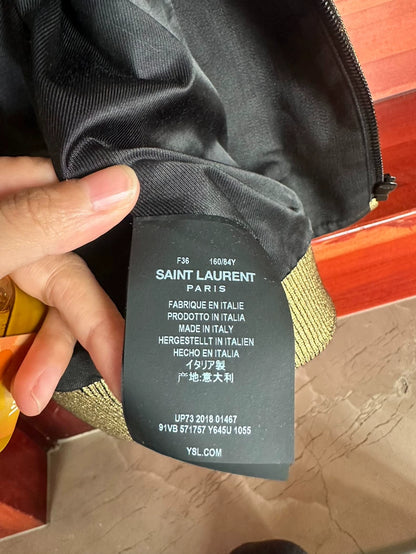 F36 160/84Y
SAINT LAURENT
PARIS
FABRIQUE EN ITALIE
PRODOTTO IN ITALIA
MADE IN ITALY
HERGESTELLT IN ITALIEN
HECHO EN ITALIA
イタリア製
产地:意大利
UP73 2018 01467
91VB 571757 Y645U 1055
YSL.COM